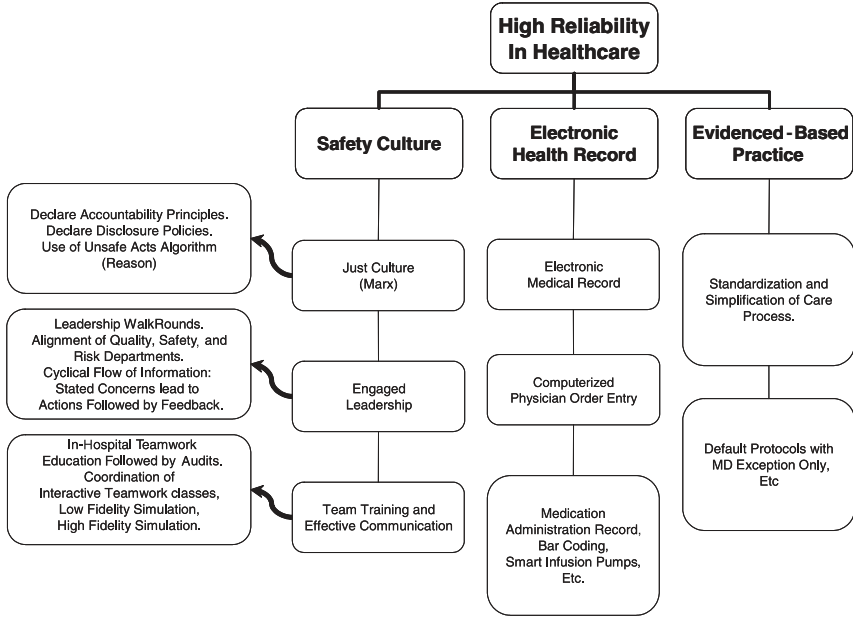 High Reliability
In Healthcare
Safety Culture
Electronic
Health Record
Evidenced-Based
Practice
Declare Accountability Principles.
Declare Disclosure Policies.
Use of Unsafe Acts Algorithm
(Reason)
Just Culture
(Marx)
Electronic
Medical Record
Standardization and
Simplification of Care
Process.
Leadership WalkRounds.
Alignment of Quality, Safety, and
Risk Departments.
Cyclical Flow of Information:
Stated Concerns lead to
Actions Followed by Feedback.
Engaged
Leadership
Computerized
Physician Order Entry
Default Protocols with
MD Exception Only,
Etc
In-Hospital Teamwork
Education Followed by Audits.
Coordination of
Interactive Teamwork classes,
Low Fidelity Simulation,
High Fidelity Simulation.
Team Training and
Effective Communication
Medication
Administration Record,
Bar Coding,
Smart Infusion Pumps,
Etc.